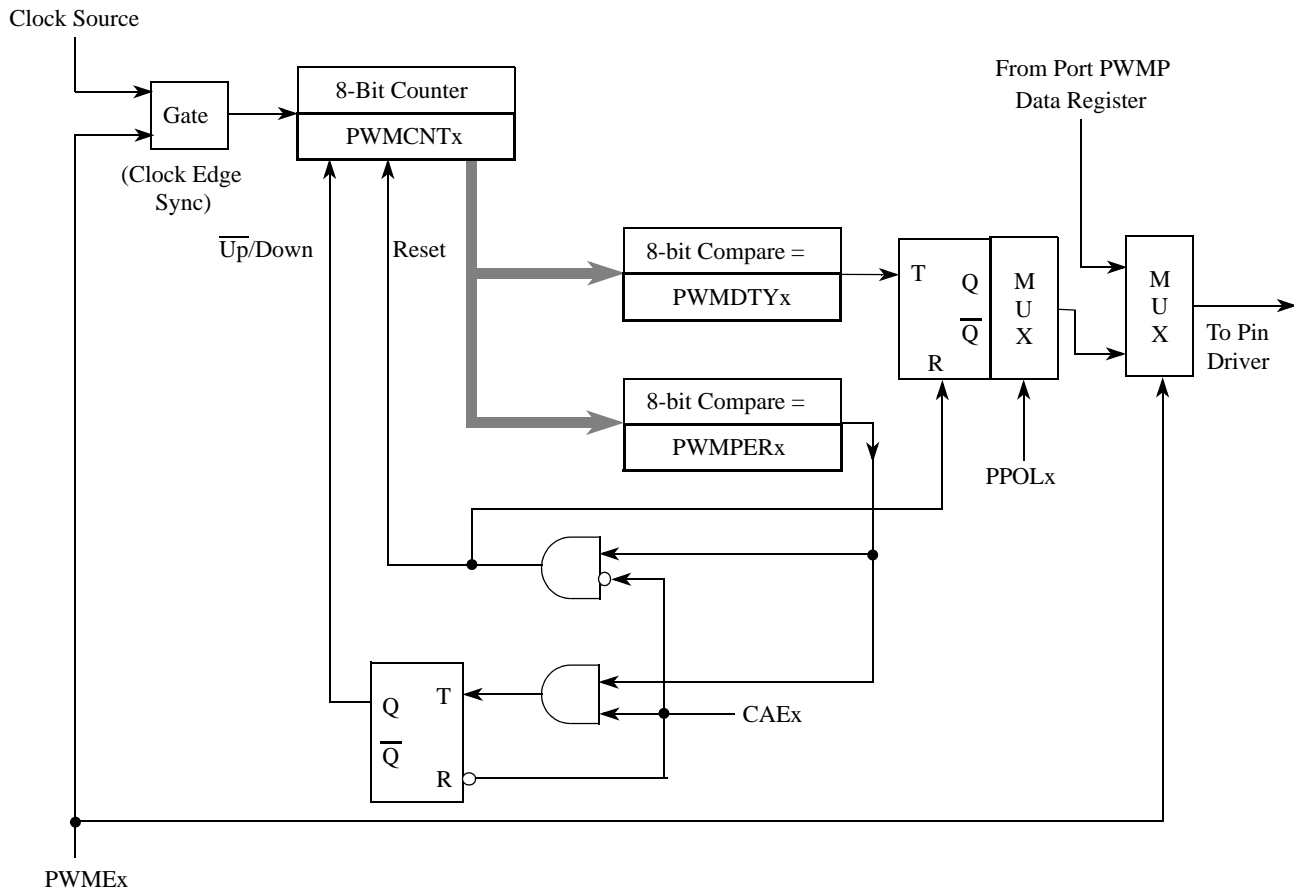 Clock Source
8-Bit Counter
PWMCNTx
Gate
(Clock Edge
Sync)
From Port PWMP
Data Register
Up/Down
Reset
8-bit Compare =
PWMDTYx
T
Q
Q
R
M
U
X
M
U
X
To Pin
Driver
8-bit Compare =
PWMPERx
PPOLx
Q
T
Q
R
CAEx
PWMEx